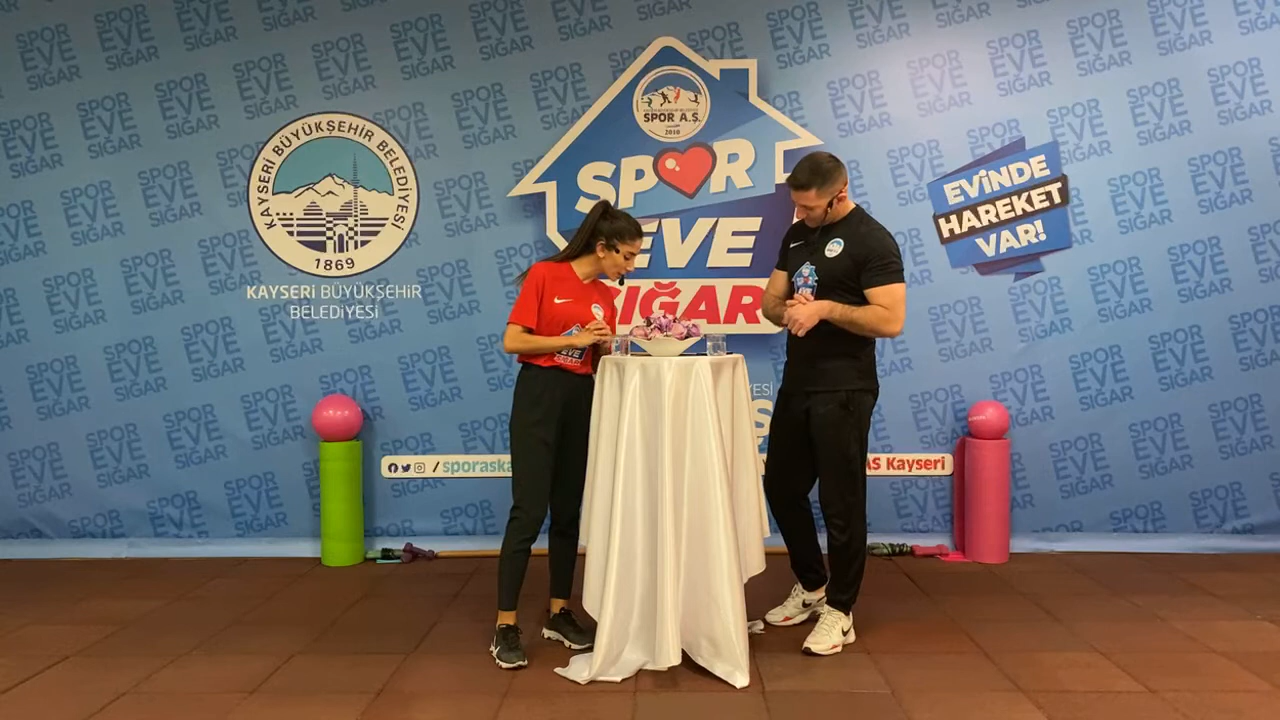 KAYSERİ BÜYÜKŞEHİR BELEDİYESİ
1869
KAYSERİ BÜYÜKŞEHİR
BELEDİYESİ
SPOR A.Ş.
2010
SPOR
EVE
SIĞAR
EVİNDE
HAREKET
VAR!
/sporaska
AS Kayseri
SPOR
EVE
SIĞAR